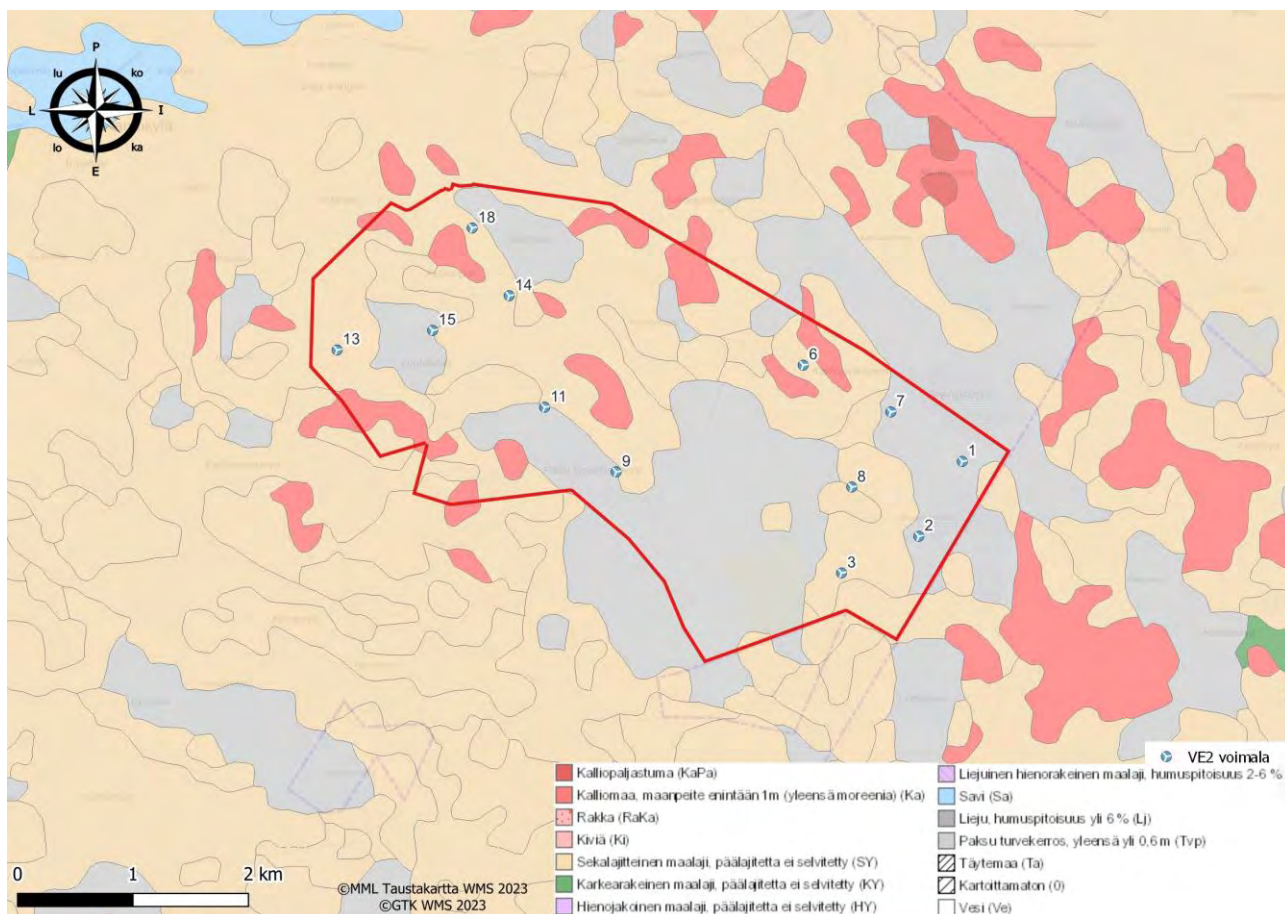 P
lu
ko
L
I
lo
ka
E
18
14
15
13
6
11
7
1
9
8
2
3
VE2 voimala
Kalliopaljastuma (KaPa)
Kalliomaa, maanpeite enintään 1m (yleensä moreenia) (Ka)
Rakka (RaKa)
Kiviä (Ki)
Sekalajitteinen maalaji, päälajitetta ei selvitetty (SY)
Karkearakeinen maalaji, päälajitetta ei selvitetty (KY)
Hienojakoinen maalaji, päälajitetta ei selvitetty (HY)
Liejuinen hienorakeinen maalaji, humuspitoisuus 2-6 %
Savi (Sa)
Lieju, humuspitoisuus yli 6 % (Lj)
Paksu turvekerros, yleensä yli 0,6 m (Tvp)
Täytemaa (Ta)
Kartoittamaton (0)
Vesi (Ve)
0 1 2 km
©MML Taustakartta WMS 2023
©GTK WMS 2023